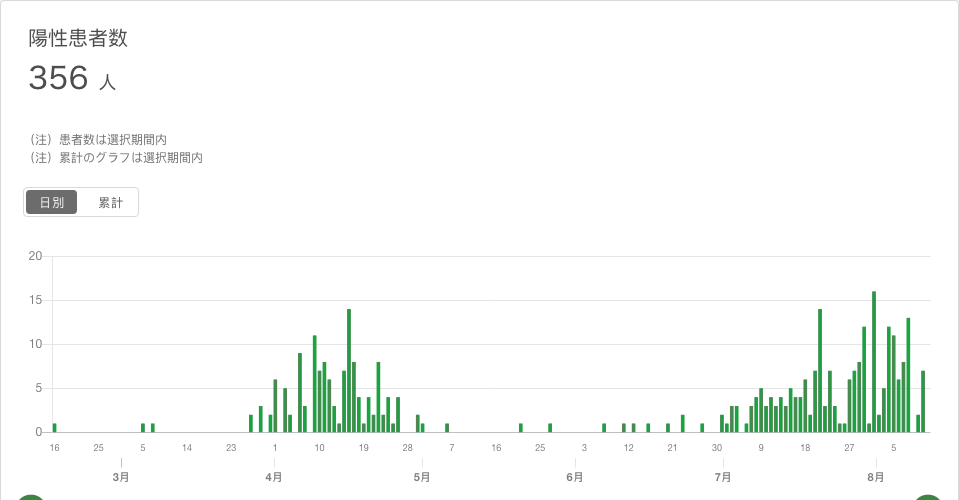 陽性患者数
356 人
（注）患者数は選択期間内
（注）累計のグラフは選択期間内
日別 累計
20
15
10
5
0
16 25 5 14 23 1 10 19 28 7 16 25 3 12 21 30 9 18 27 5
3月 4月 5月 6月 7月 8月